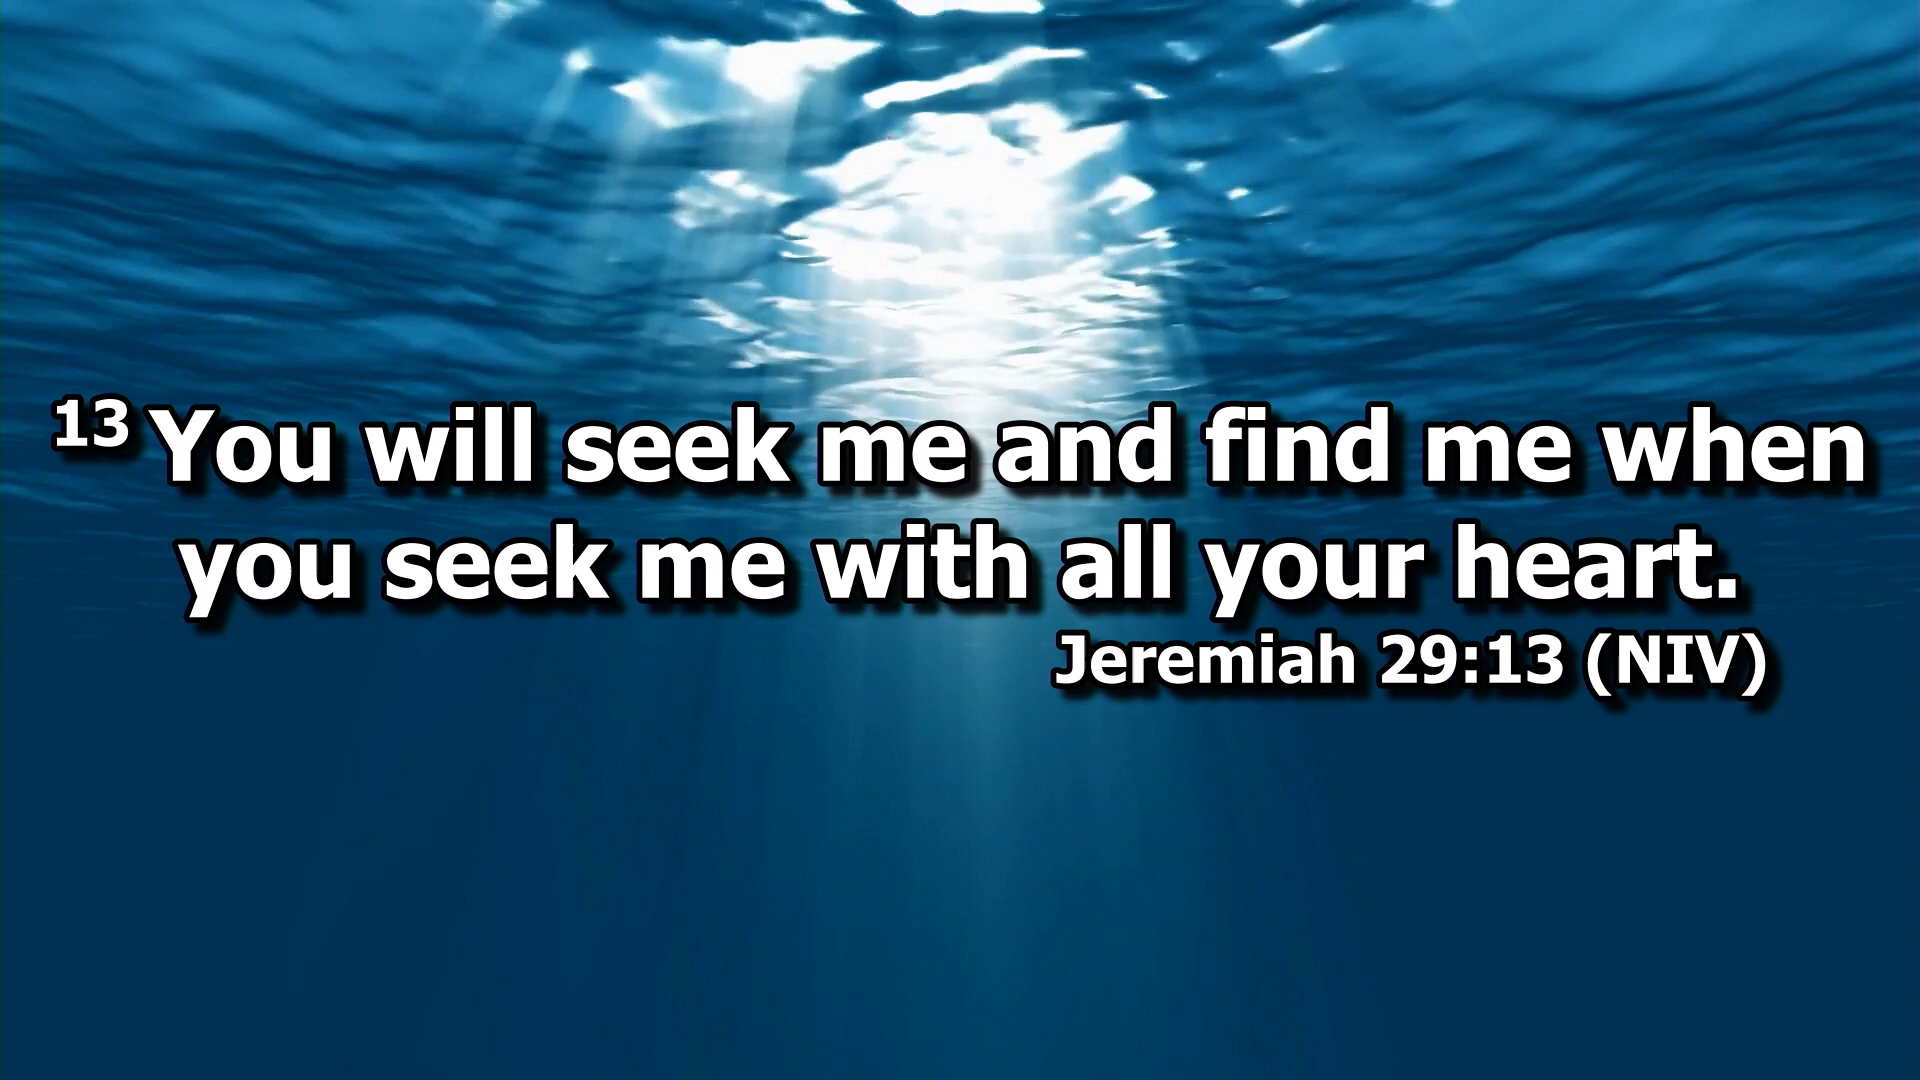 13 You will seek me and find me when
you seek me with all your heart.
Jeremiah 29:13 (NIV)